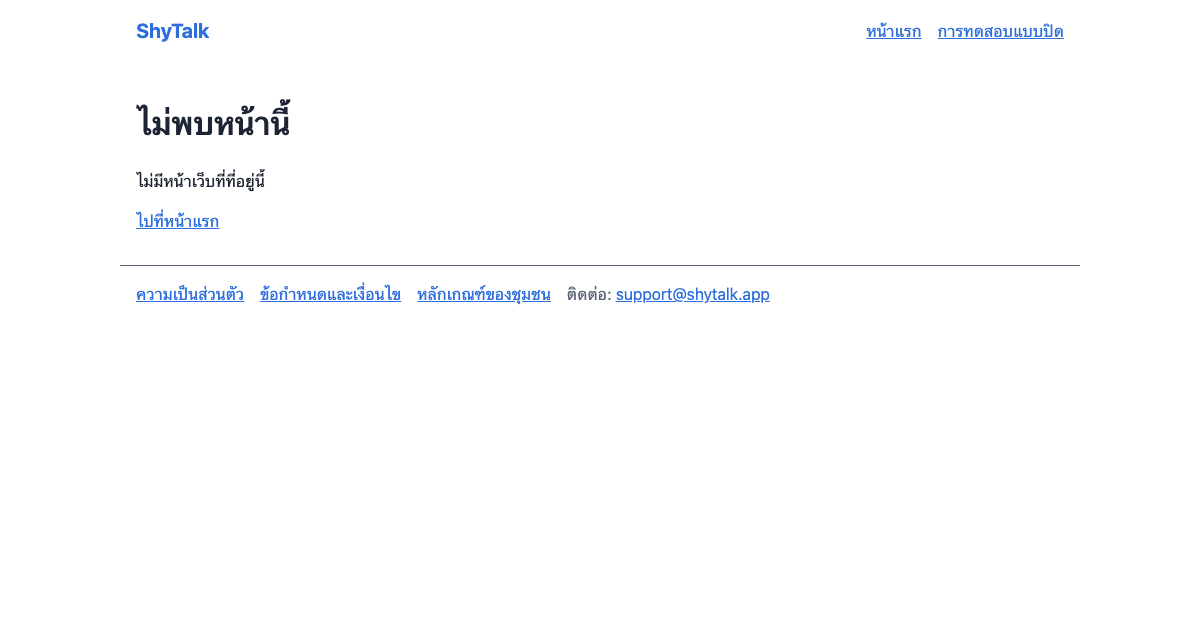 ShyTalk
หน้าแรก การทดสอบแบบปิด
ไม่พบหน้านี้
ไม่มีหน้าเว็บที่ที่อยู่นี้
ไปที่หน้าแรก
ความเป็นส่วนตัว ข้อกำหนดและเงื่อนไข หลักเกณฑ์ของชุมชน ติดต่อ: support@shytalk.app